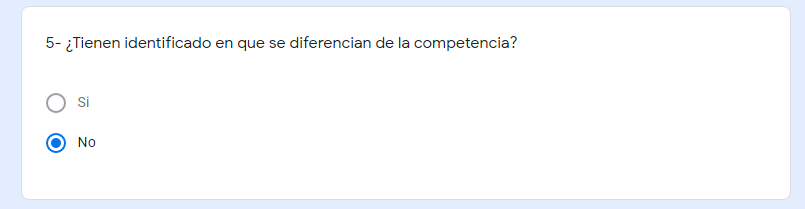 5- ¿Tienen identificado en que se diferencian de la competencia?
Si
No